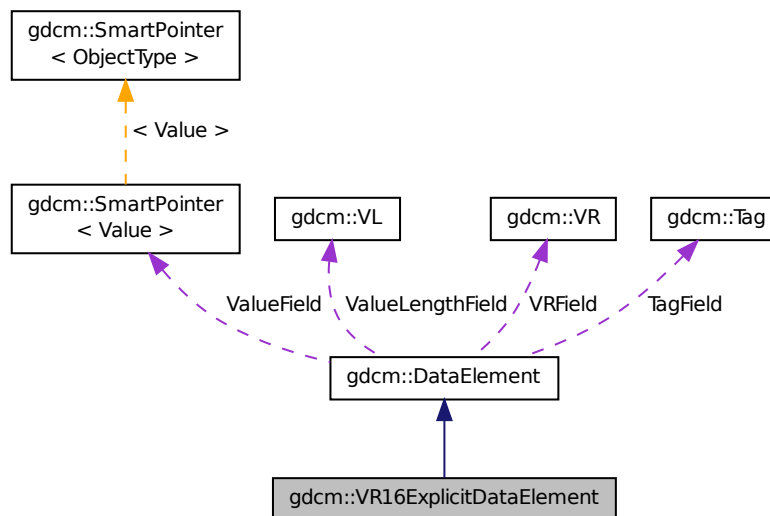 gdcm::SmartPointer
< ObjectType >
< Value >
gdcm::SmartPointer
< Value >
gdcm::VL
gdcm::VR
gdcm::Tag
ValueField
ValueLengthField
VRField
TagField
gdcm::DataElement
gdcm::VR16ExplicitDataElement